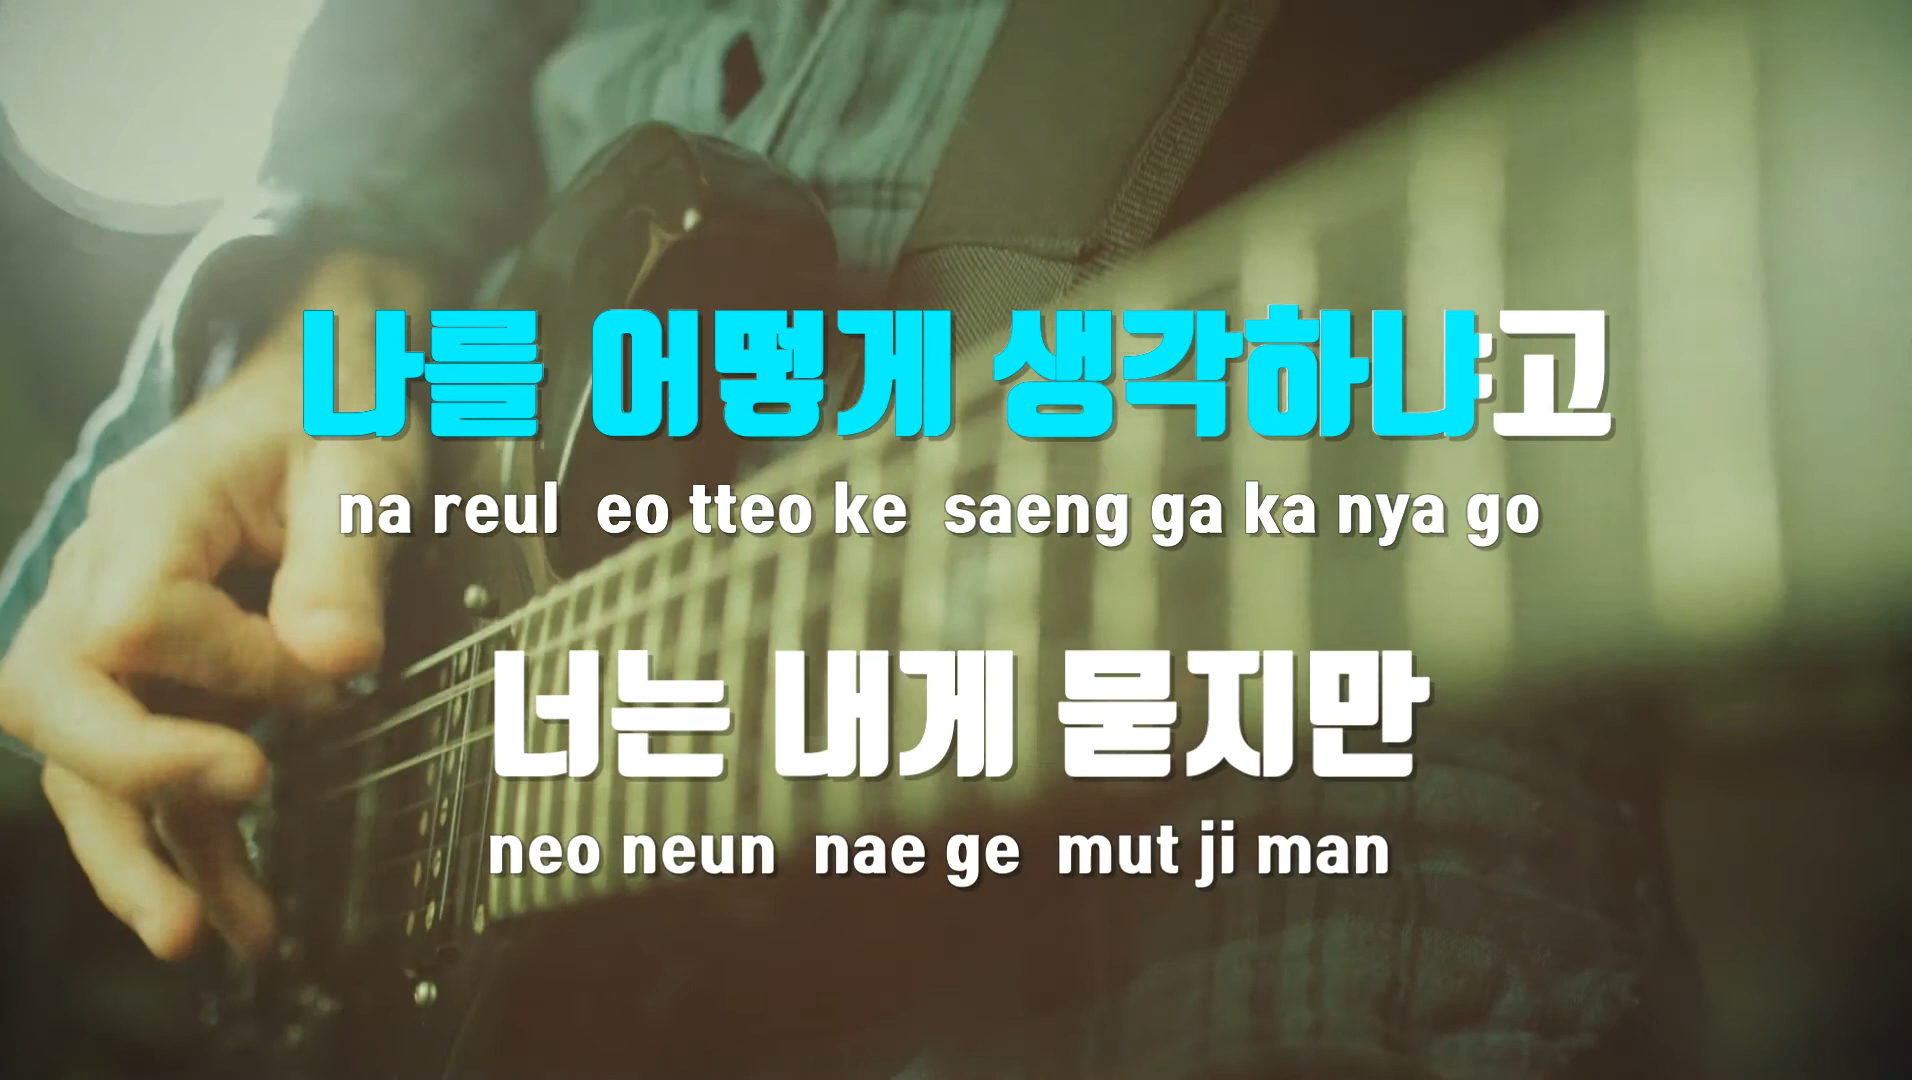 나를 어떻게 생각하냐고
na reul eo tteo ke saeng ga ka nya go
너는 내게 묻지만
neo neun nae ge mut ji man